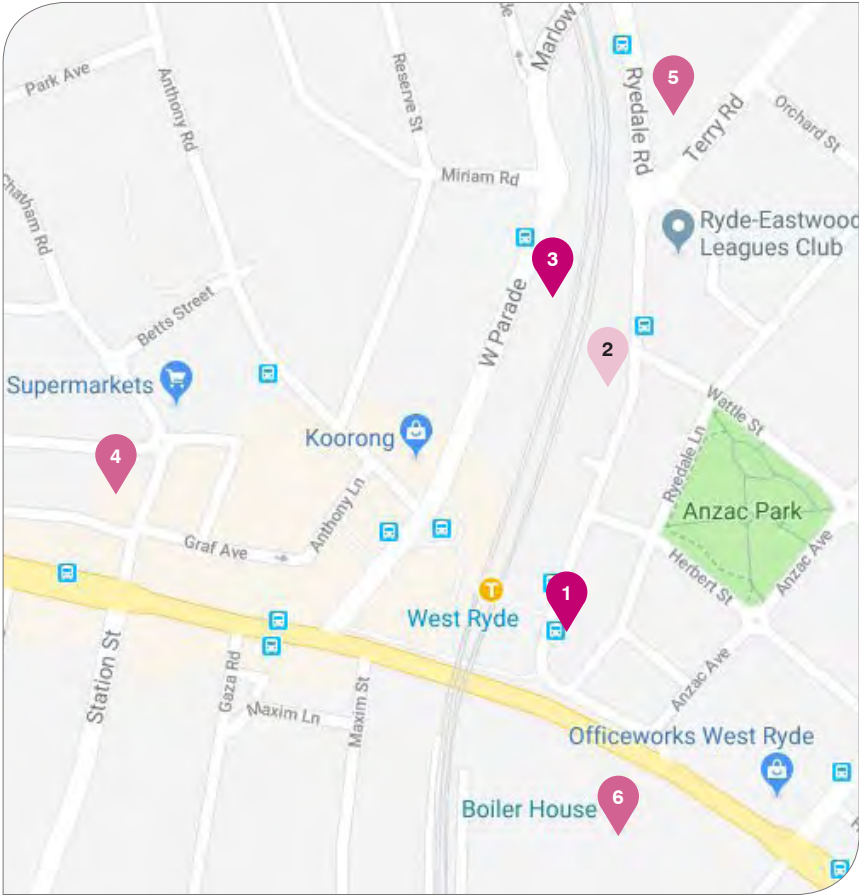 Marlow
5
Park Ave
Anthony Rd
Reserve St
Ryedale Rd
Terry Rd
Orchard St
Chatham Rd
Miriam Rd
Ryde-Eastwood
Leagues Club
3
W Parade
Betts Street
2
Supermarkets
Wattle St
Koorong
Ryedale Ln
4
Anthony Ln
Anzac Park
Graf Ave
Herbert St
Anzac Ave
T
1
West Ryde
Station St
Gaza Rd
Maxim St
Maxim Ln
Anzac Ave
Officeworks West Ryde
Boiler House
6